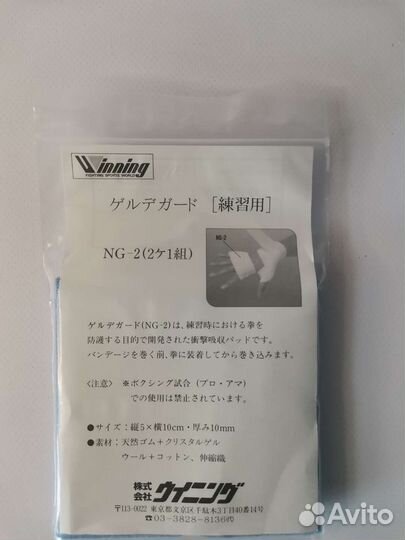 Winning
FIGHTING SPORTS WORLD
ゲルデガード [練習用]
NG-2(2ケ1組)
NG-2
ゲルデガード(NG-2)は、練習時における拳を
防護する目的で開発された衝撃吸収パッドです。
バンデージを巻く前、拳に装着してから巻き込みます。
〈注意〉 ※ボクシング試合 (プロ・アマ)
での使用は禁止されています。
●サイズ：縦5×横10cm・厚み10mm
●素材：天然ゴム+クリスタルゲル
ウール+コットン、伸縮織
株式会社 ウイニング
〒113-0022 東京都文京区千駄木3丁目40番14号
☎03-3828-8136代
Avito